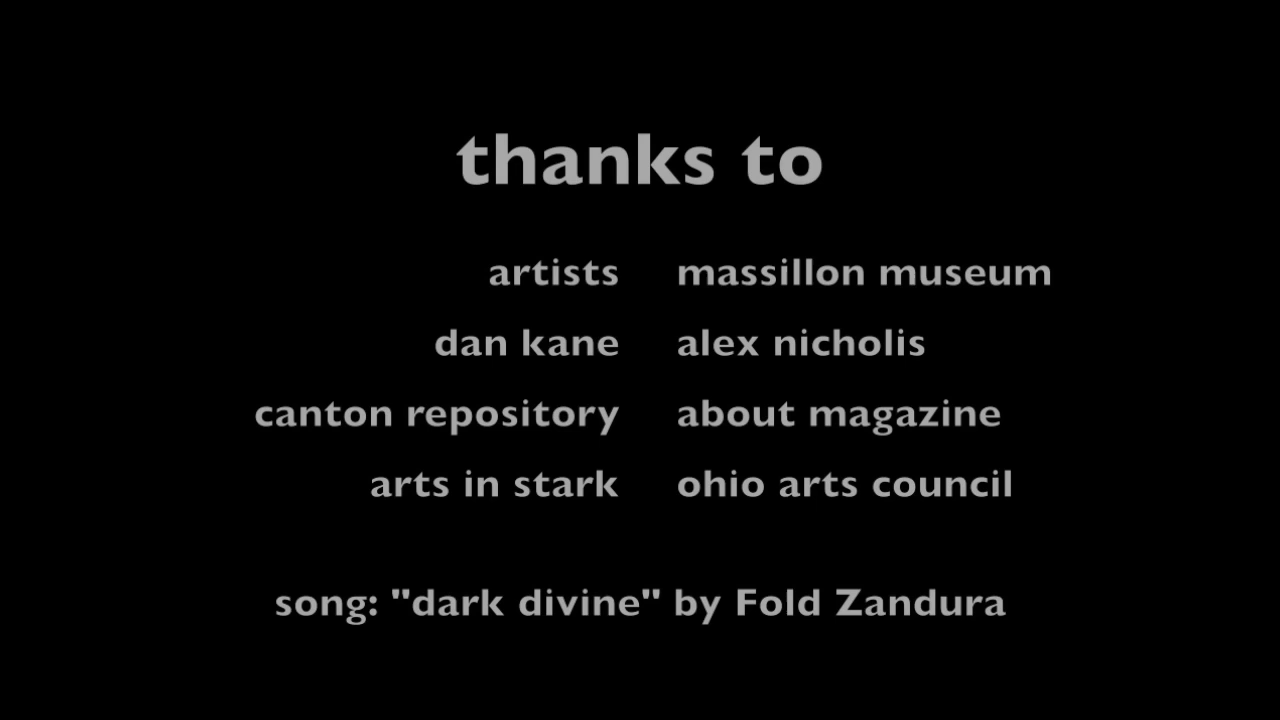 thanks to
artists massillon museum
dan kane alex nicholis
canton repository about magazine
arts in stark ohio arts council
song: "dark divine" by Fold Zandura